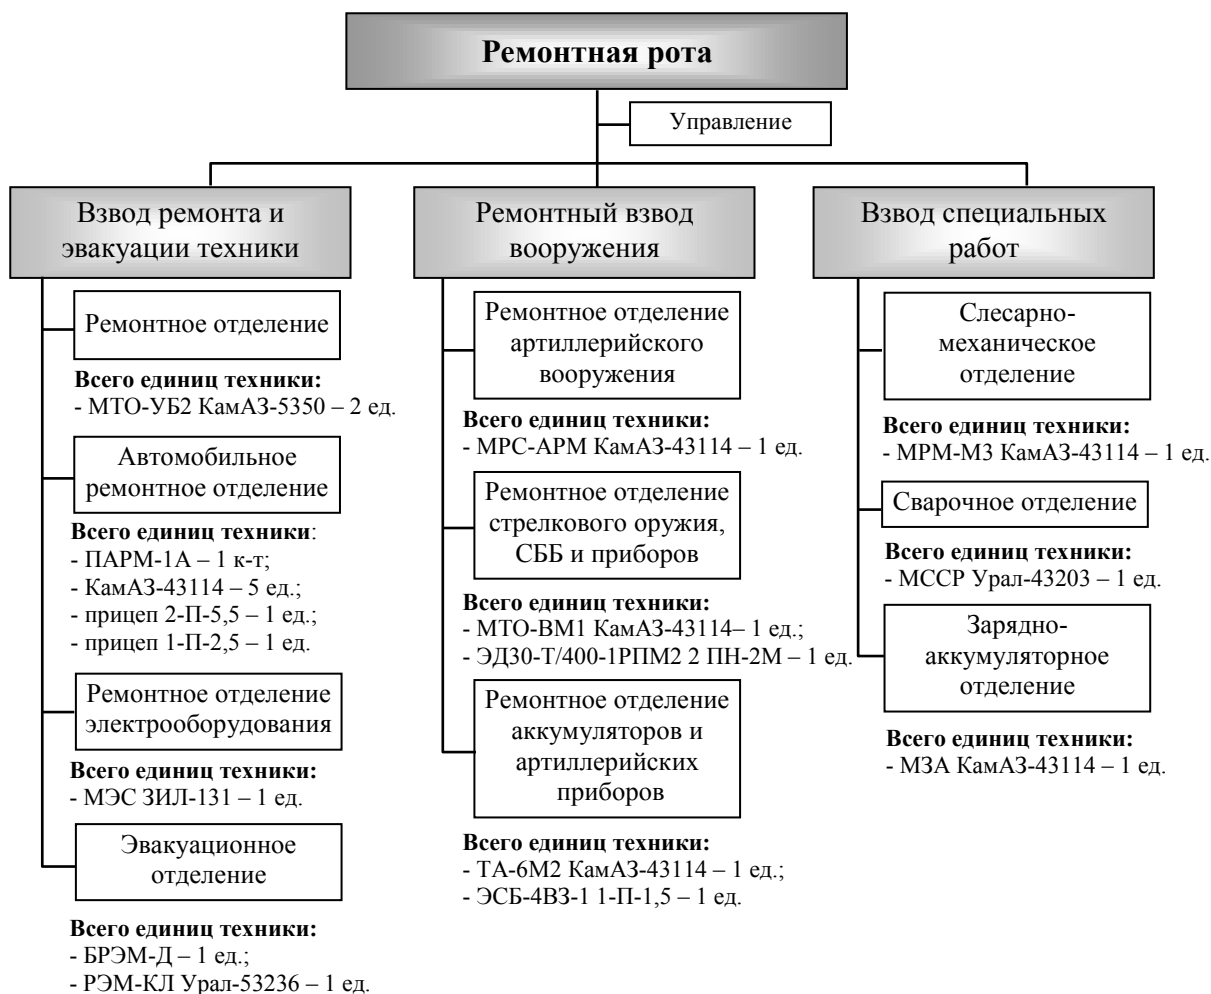 Ремонтная рота
Управление
Взвод ремонта и
эвакуации техники
Ремонтное отделение
Всего единиц техники:
- МТО-УБ2 КамАЗ-5350 – 2 ед.
Автомобильное
ремонтное отделение
Всего единиц техники:
- ПАРМ-1А – 1 к-т;
- КамАЗ-43114 – 5 ед.;
- прицеп 2-П-5,5 – 1 ед.;
- прицеп 1-П-2,5 – 1 ед.
Ремонтное отделение
электрооборудования
Всего единиц техники:
- МЭС ЗИЛ-131 – 1 ед.
Эвакуационное
отделение
Всего единиц техники:
- БРЭМ-Д – 1 ед.;
- РЭМ-КЛ Урал-53236 – 1 ед.
Ремонтный взвод
вооружения
Ремонтное отделение
артиллерийского
вооружения
Всего единиц техники:
- МРС-АРМ КамАЗ-43114 – 1 ед.
Ремонтное отделение
стрелкового оружия,
СББ и приборов
Всего единиц техники:
- МТО-ВМ1 КамАЗ-43114– 1 ед.;
- ЭД30-Т/400-1РПМ2 2 ПН-2М – 1 ед.
Ремонтное отделение
аккумуляторов и
артиллерийских
приборов
Всего единиц техники:
- ТА-6М2 КамАЗ-43114 – 1 ед.;
- ЭСБ-4ВЗ-1 1-П-1,5 – 1 ед.
Взвод специальных
работ
Слесарно-
механическое
отделение
Всего единиц техники:
- МРМ-М3 КамАЗ-43114 – 1 ед.
Сварочное отделение
Всего единиц техники:
- МССР Урал-43203 – 1 ед.
Зарядно-
аккумуляторное
отделение
Всего единиц техники:
- МЗА КамАЗ-43114 – 1 ед.